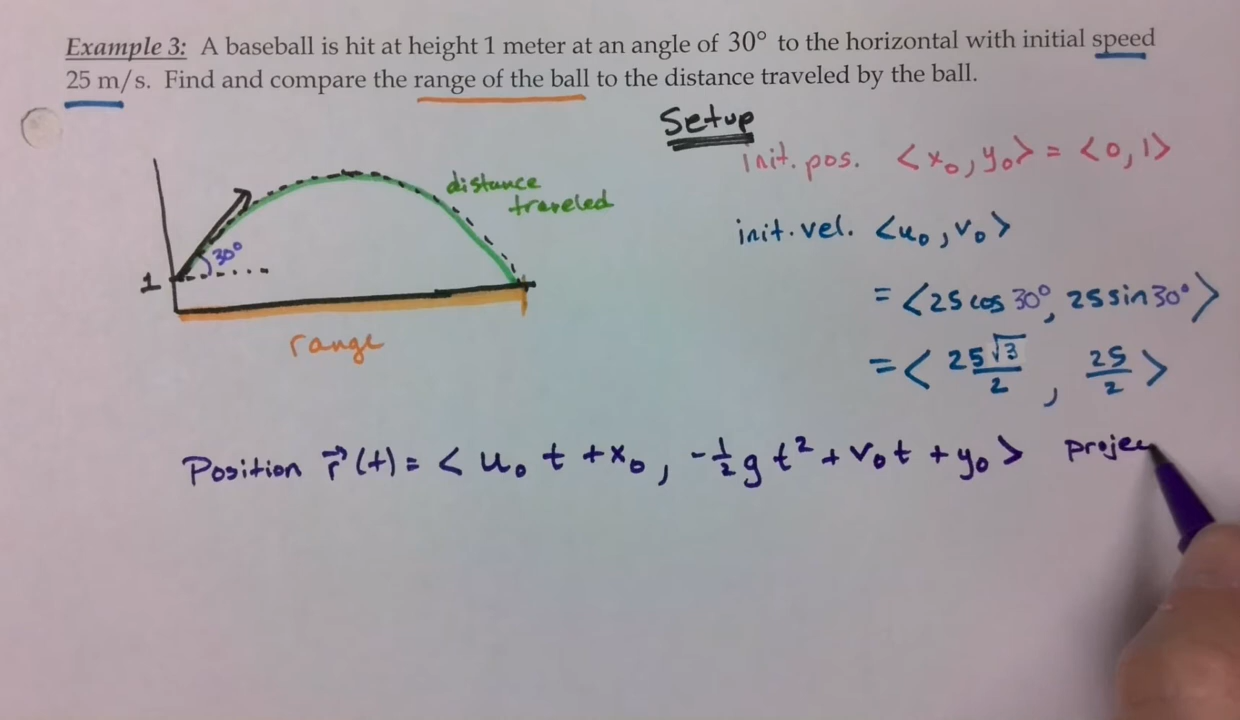 Example 3: A baseball is hit at height 1 meter at an angle of 30° to the horizontal with initial speed
25 m/s. Find and compare the range of the ball to the distance traveled by the ball.
Setup
init. pos. <x₀, y₀> = <0, 1>
distance
traveled
init. vel. <u₀, v₀>
30°
1
= <25 cos 30°, 25 sin 30°>
range
= <25√3/2, 25/2>
Position r⃗(t) = <u₀t + x₀, -½gt² + v₀t + y₀> projec